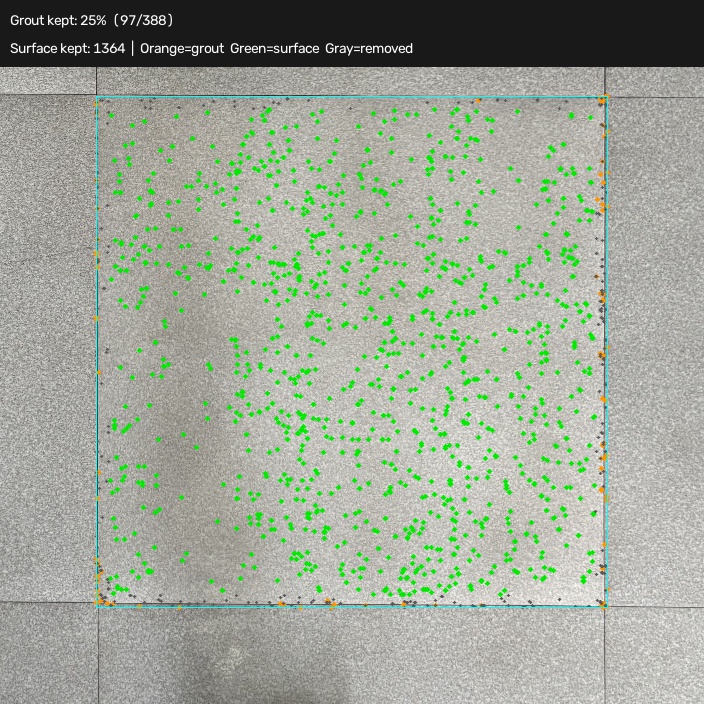 Grout kept: 25%  (97/388)
Surface kept: 1364 | Orange=grout  Green=surface  Gray=removed